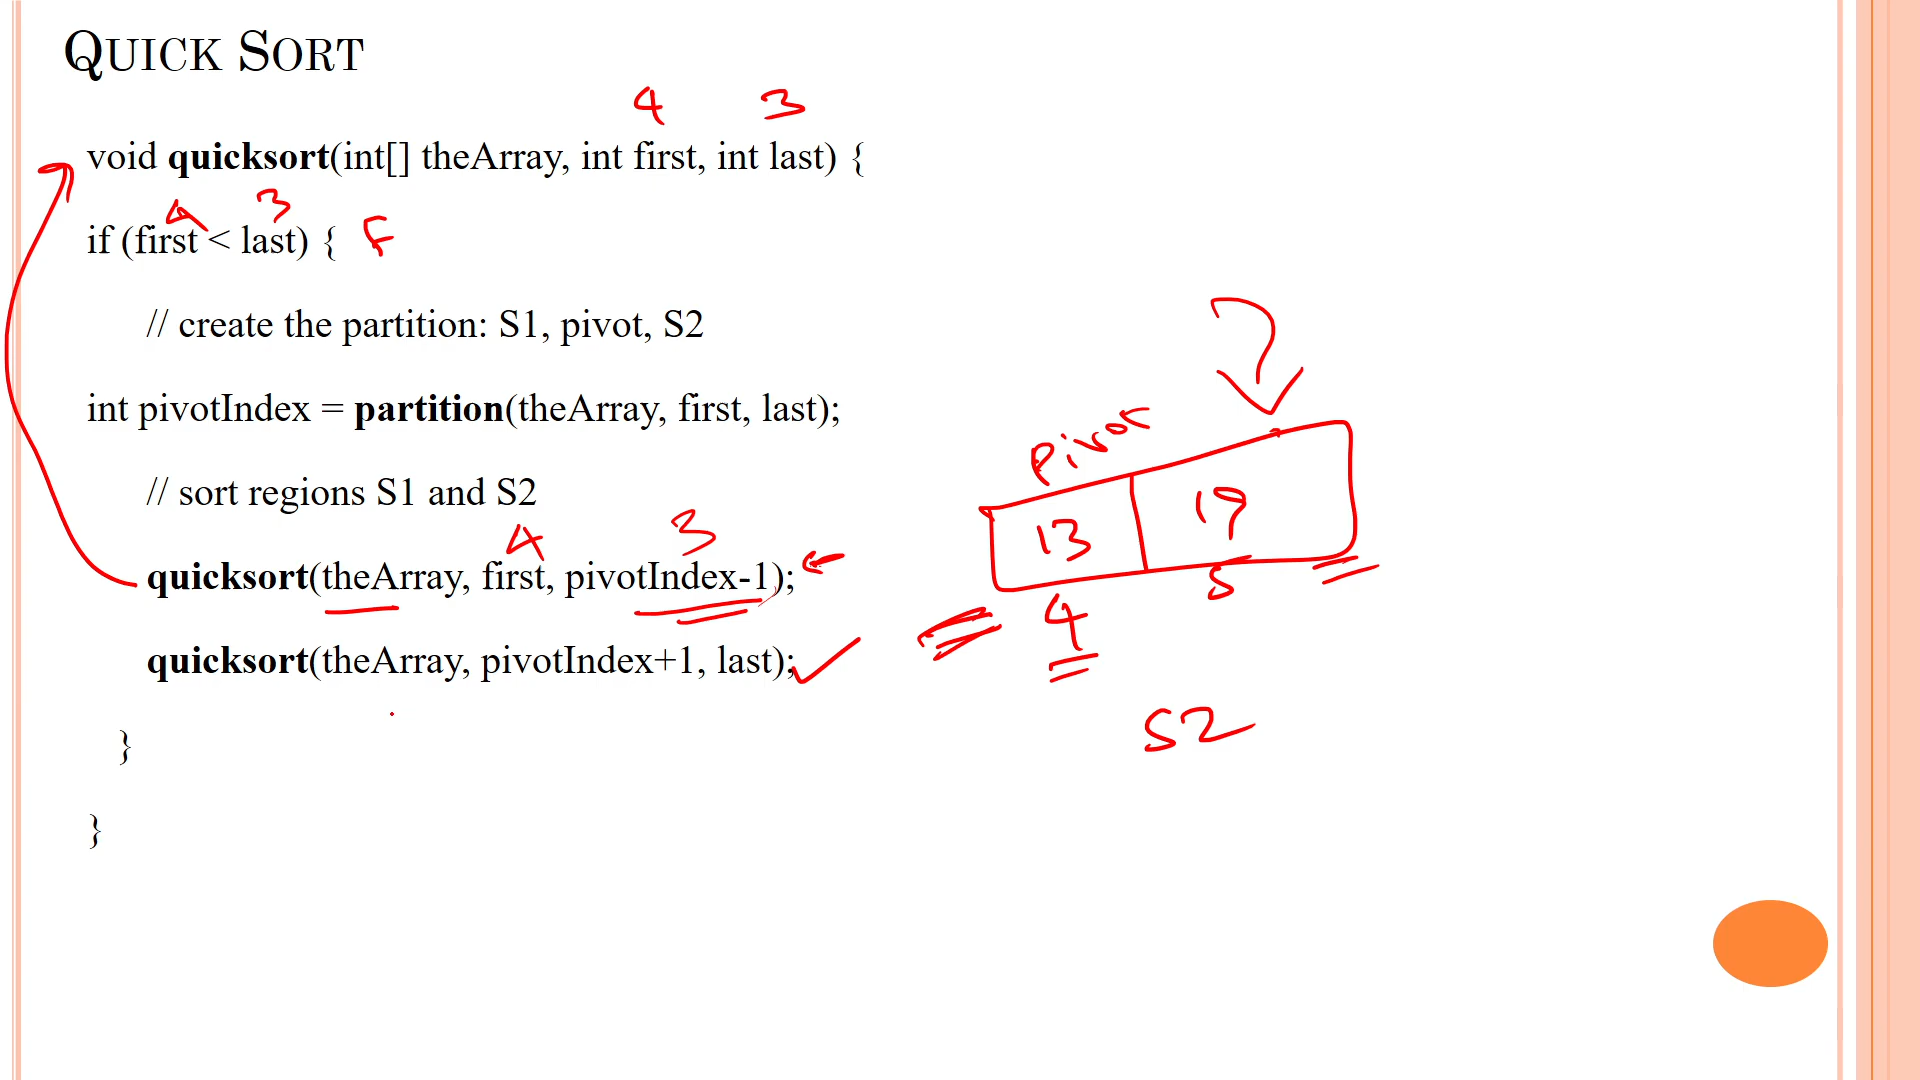 QUICK SORT
4 3
void quicksort(int[] theArray, int first, int last) {
4 3
if (first < last) { F
// create the partition: S1, pivot, S2
int pivotIndex = partition(theArray, first, last);
// sort regions S1 and S2
4 3
quicksort(theArray, first, pivotIndex-1);
quicksort(theArray, pivotIndex+1, last);
}
}
Pivot
13 19
4 5
S2